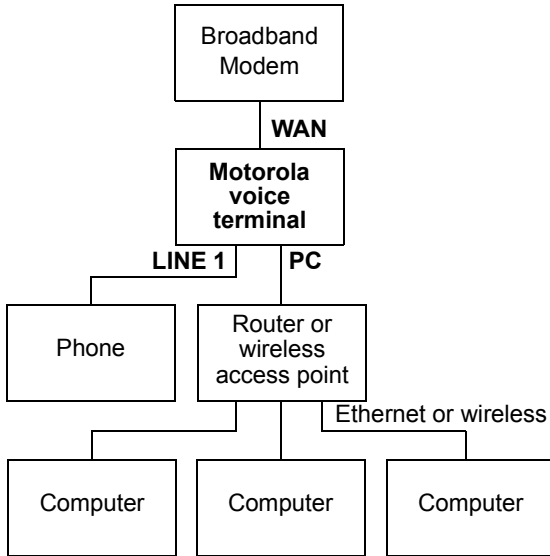 Broadband
Modem
WAN
Motorola
voice
terminal
LINE 1
PC
Phone
Router or
wireless
access point
Ethernet or wireless
Computer
Computer
Computer